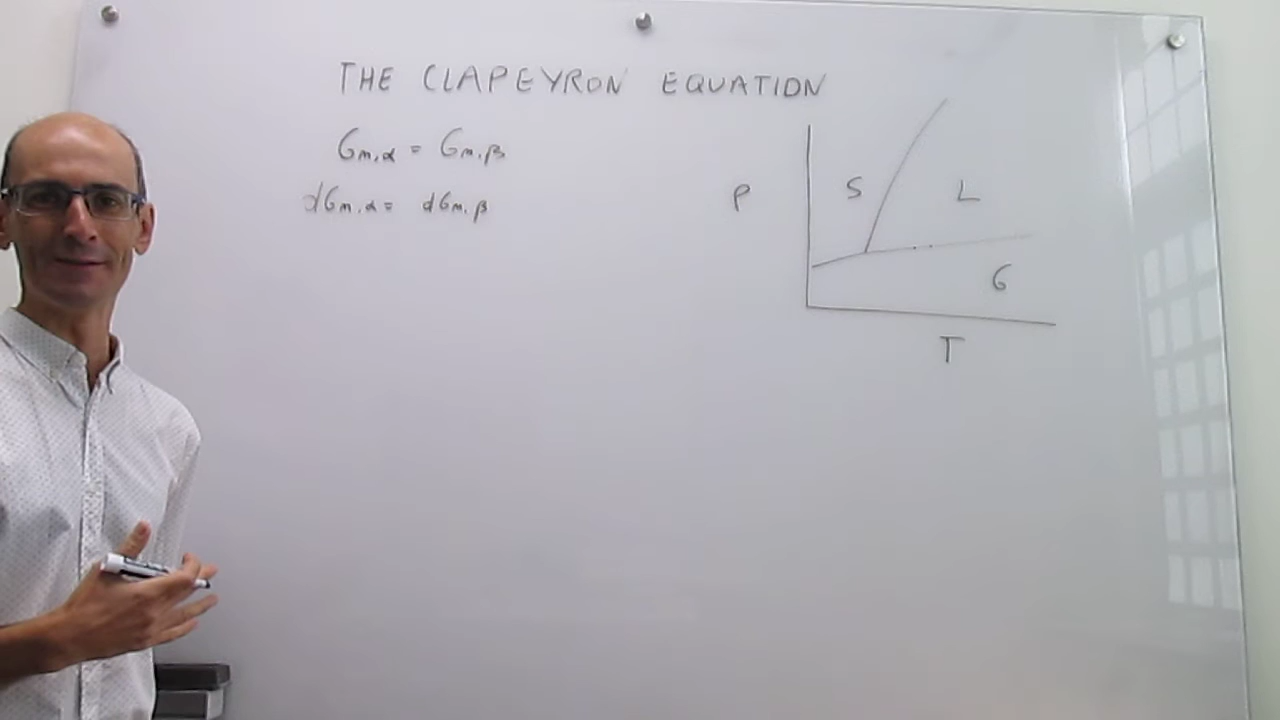 THE CLAPEYRON EQUATION
Gm,α = Gm,β
dGm,α = dGm,β
P
S
L
G
T